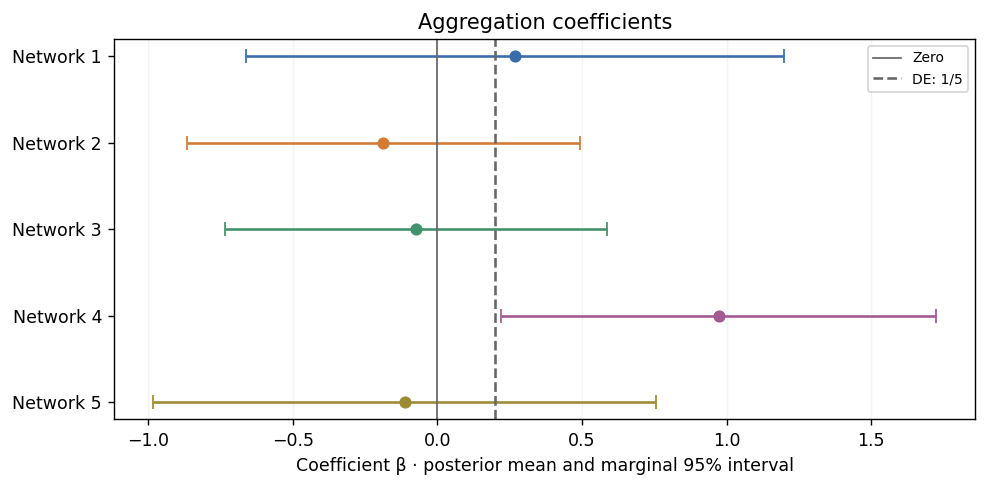 Aggregation coefficients
Network 1
Network 2
Network 3
Network 4
Network 5
Zero
DE: 1/5
−1.0 −0.5 0.0 0.5 1.0 1.5
Coefficient β · posterior mean and marginal 95% interval